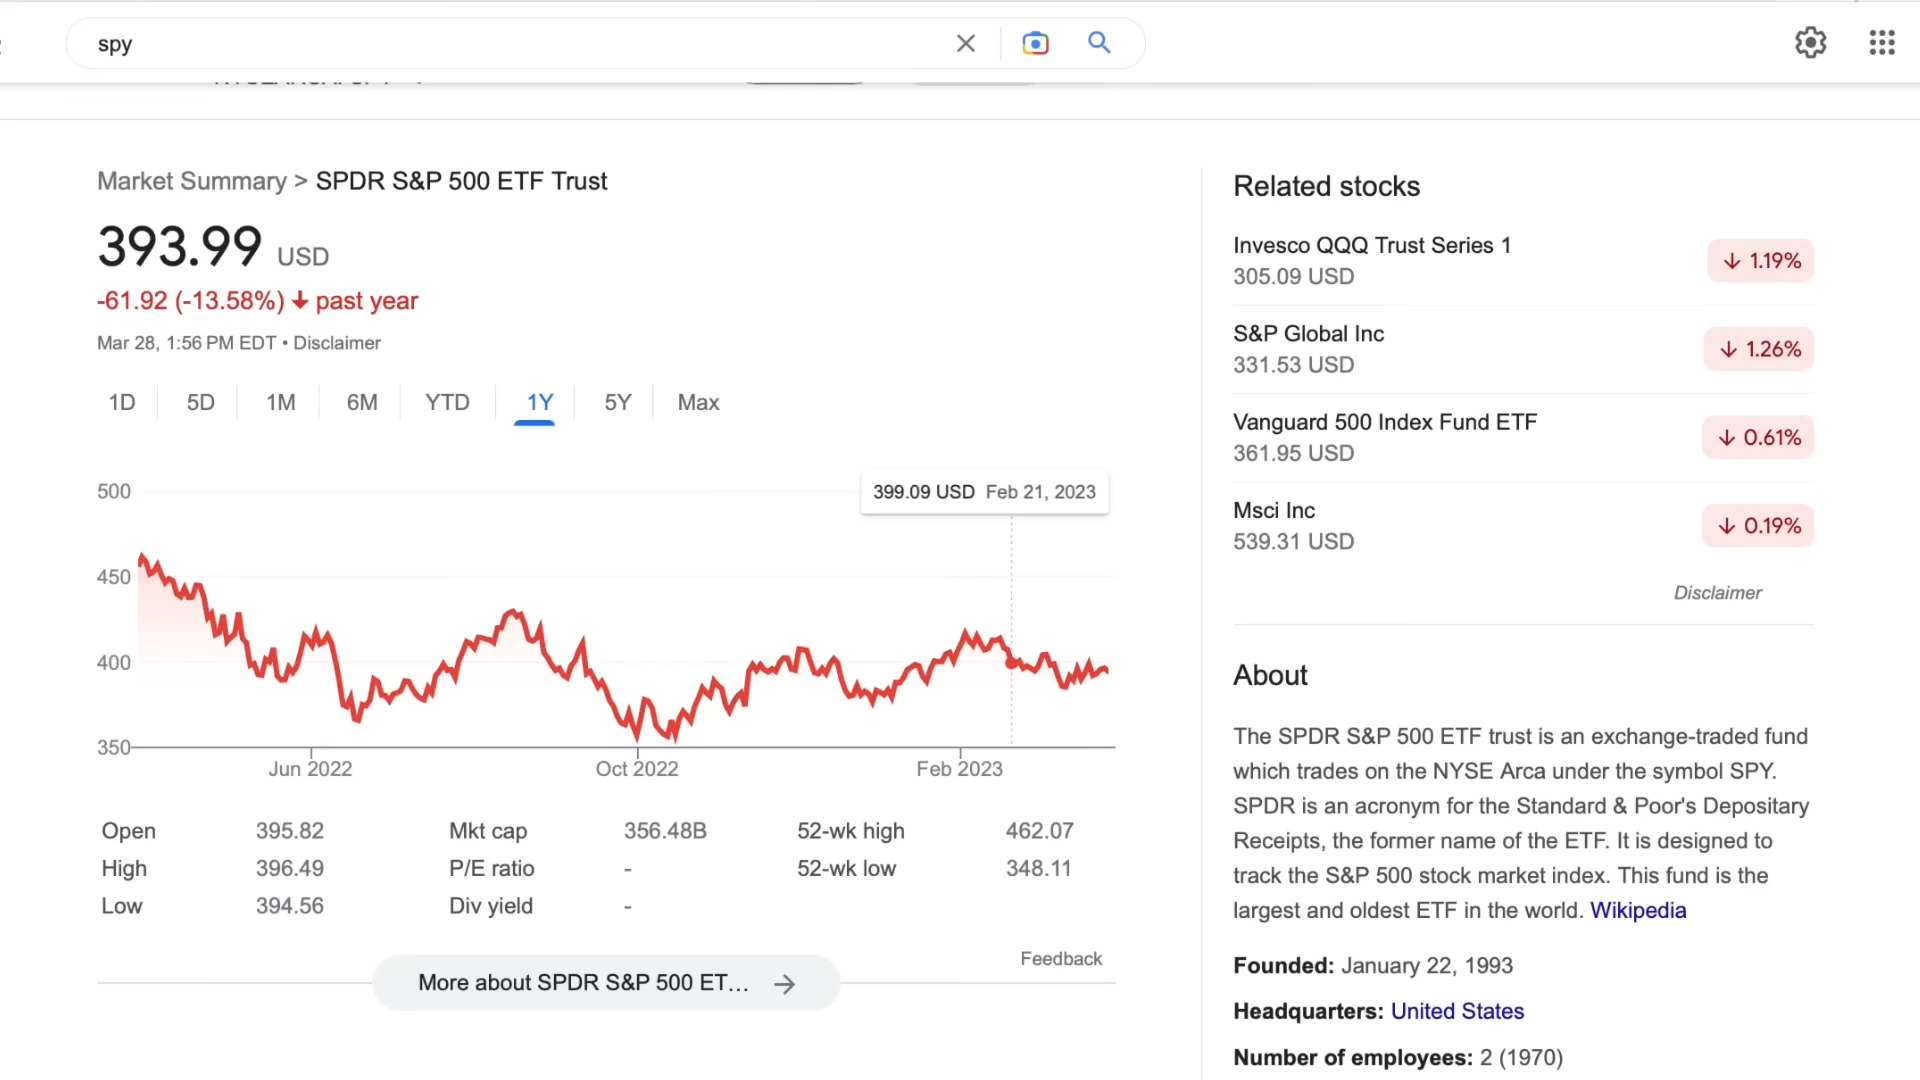 spy
Market Summary > SPDR S&P 500 ETF Trust
393.99 USD
-61.92 (-13.58%) ↓ past year
Mar 28, 1:56 PM EDT • Disclaimer
1D 5D 1M 6M YTD 1Y 5Y Max
399.09 USD Feb 21, 2023
500
450
400
350
Jun 2022 Oct 2022 Feb 2023
Open 395.82 Mkt cap 356.48B 52-wk high 462.07
High 396.49 P/E ratio - 52-wk low 348.11
Low 394.56 Div yield -
Feedback
More about SPDR S&P 500 ET... →
Related stocks
Invesco QQQ Trust Series 1
305.09 USD
↓ 1.19%
S&P Global Inc
331.53 USD
↓ 1.26%
Vanguard 500 Index Fund ETF
361.95 USD
↓ 0.61%
Msci Inc
539.31 USD
↓ 0.19%
Disclaimer
About
The SPDR S&P 500 ETF trust is an exchange-traded fund
which trades on the NYSE Arca under the symbol SPY.
SPDR is an acronym for the Standard & Poor's Depositary
Receipts, the former name of the ETF. It is designed to
track the S&P 500 stock market index. This fund is the
largest and oldest ETF in the world. Wikipedia
Founded: January 22, 1993
Headquarters: United States
Number of employees: 2 (1970)